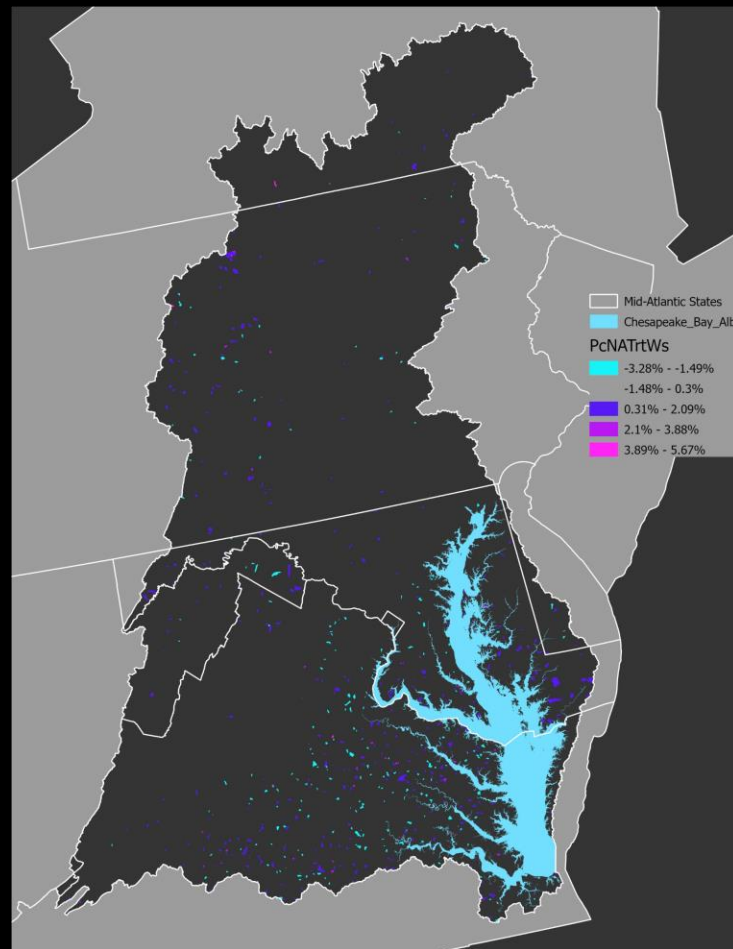 Mid-Atlantic States
Chesapeake_Bay_Alb
PcNATrtWs
-3.28% - -1.49%
-1.48% - 0.3%
0.31% - 2.09%
2.1% - 3.88%
3.89% - 5.67%